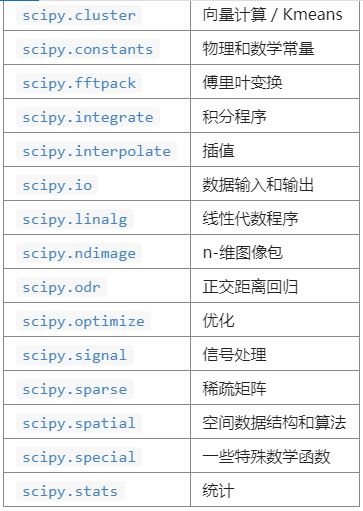 scipy.cluster 向量计算 / Kmeans
scipy.constants 物理和数学常量
scipy.fftpack 傅里叶变换
scipy.integrate 积分程序
scipy.interpolate 插值
scipy.io 数据输入和输出
scipy.linalg 线性代数程序
scipy.ndimage n-维图像包
scipy.odr 正交距离回归
scipy.optimize 优化
scipy.signal 信号处理
scipy.sparse 稀疏矩阵
scipy.spatial 空间数据结构和算法
scipy.special 一些特殊数学函数
scipy.stats 统计